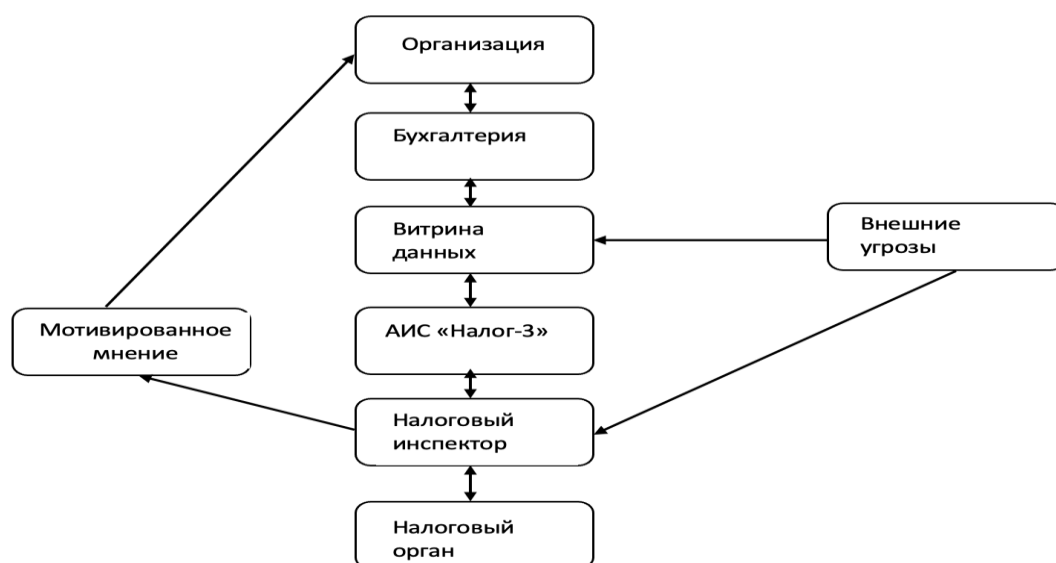 Организация
Бухгалтерия
Витрина
данных
Внешние
угрозы
Мотивированное
мнение
АИС «Налог-3»
Налоговый
инспектор
Налоговый
орган